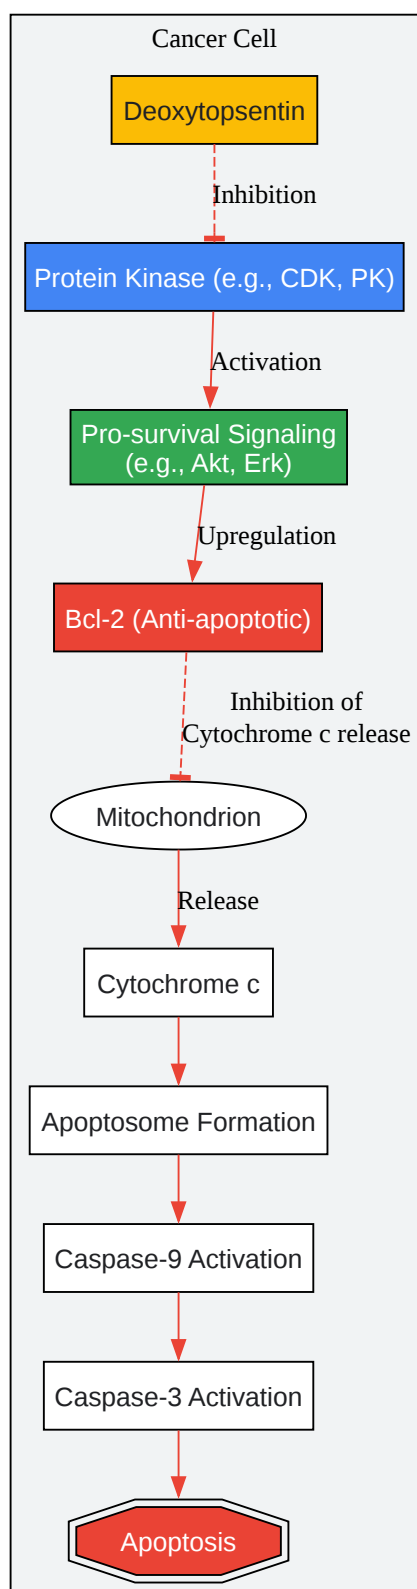 Cancer Cell
Deoxytopsentin
Inhibition
Protein Kinase (e.g., CDK, PK)
Activation
Pro-survival Signaling
(e.g., Akt, Erk)
Upregulation
Bcl-2 (Anti-apoptotic)
Inhibition of
Cytochrome c release
Mitochondrion
Release
Cytochrome c
Apoptosome Formation
Caspase-9 Activation
Caspase-3 Activation
Apoptosis